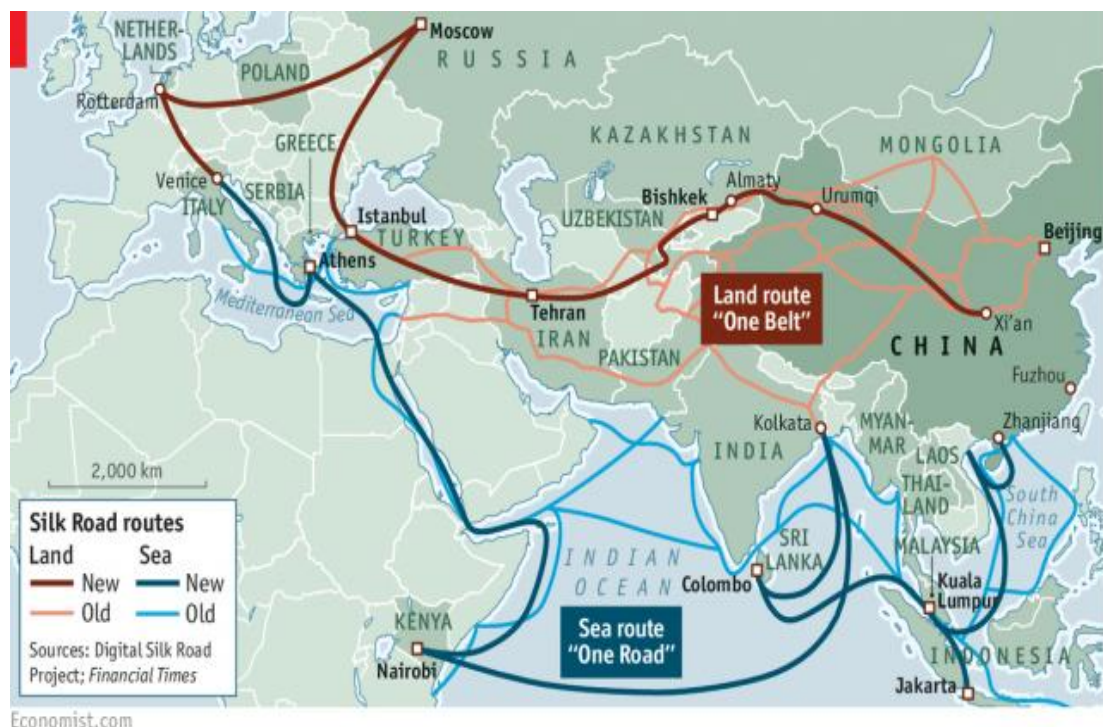 NETHER-
LANDS
Moscow
RUSSIA
POLAND
Rotterdam
GREECE
KAZAKHSTAN
MONGOLIA
Venice
ITALY
SERBIA
Istanbul
TURKEY
Bishkek
Almaty
Urumqi
UZBEKISTAN
Beijing
Athens
Mediterranean Sea
Tehran
IRAN
Land route
"One Belt"
Xi'an
CHINA
PAKISTAN
Fuzhou
Kolkata
INDIA
MYAN-
MAR
Zhanjiang
LAOS
THAI-
LAND
South
China
Sea
2,000 km
Silk Road routes
Land Sea
New New
Old Old
Sources: Digital Silk Road
Project; Financial Times
INDIAN
OCEAN
SRI
LANKA
Colombo
MALAYSIA
Kuala
Lumpur
KENYA
Nairobi
Sea route
"One Road"
INDONESIA
Jakarta
Economist.com